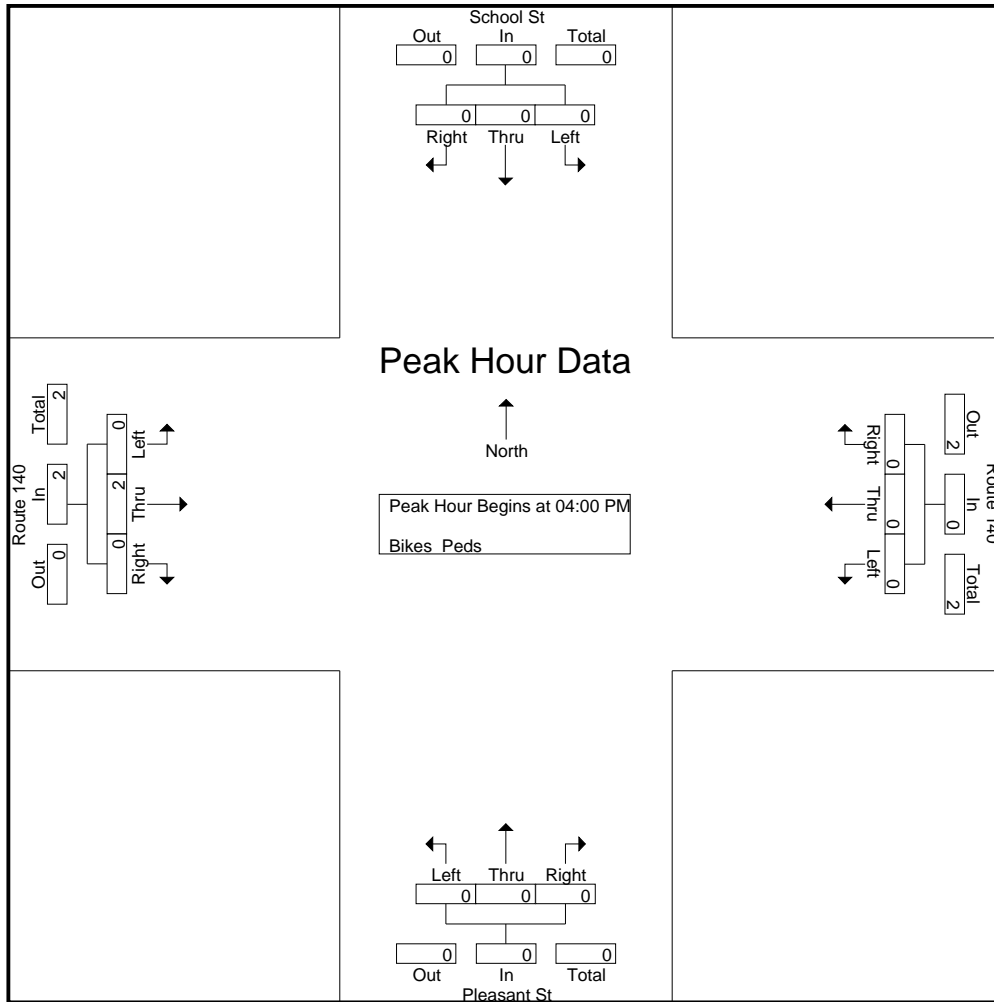 School St
Out In Total
0 0 0
0 0 0
Right Thru Left
Peak Hour Data
North
Peak Hour Begins at 04:00 PM
Bikes Peds
Route 140
Total In Out
2 2 0
0 2 0
Left Thru Right
Right Thru Left
0 0 0
Out In Total
2 0 2
Route 140
Left Thru Right
0 0 0
0 0 0
Out In Total
Pleasant St